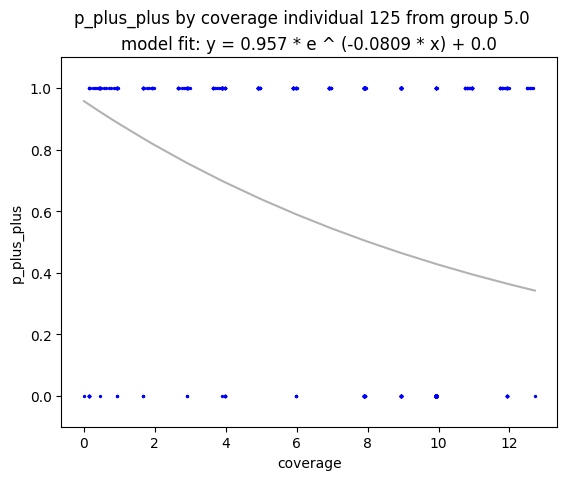 p_plus_plus by coverage individual 125 from group 5.0
model fit: y = 0.957 * e ^ (-0.0809 * x) + 0.0
1.0
0.8
0.6
0.4
0.2
0.0
p_plus_plus
0 2 4 6 8 10 12
coverage